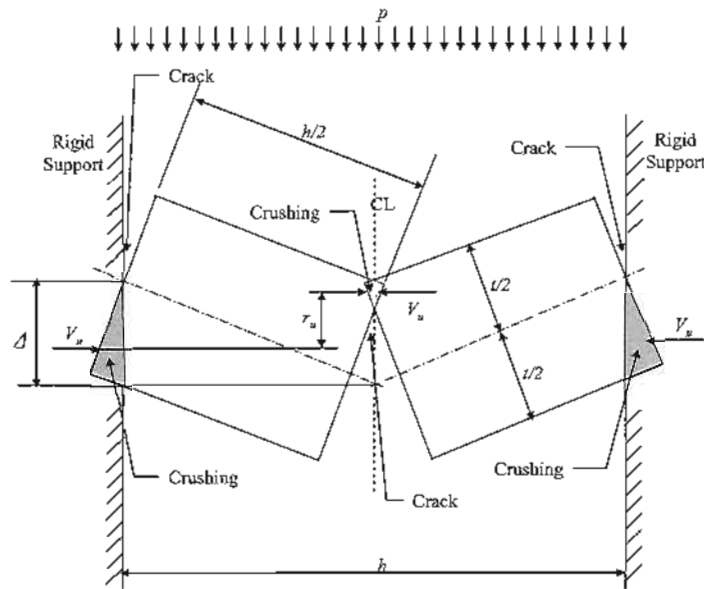 p
Crack
h/2
Rigid
Support
Crack
Rigid
Support
Crushing
CL
t/2
r_u
V_u
Δ
V_u
V_u
t/2
Crushing
Crushing
Crack
h